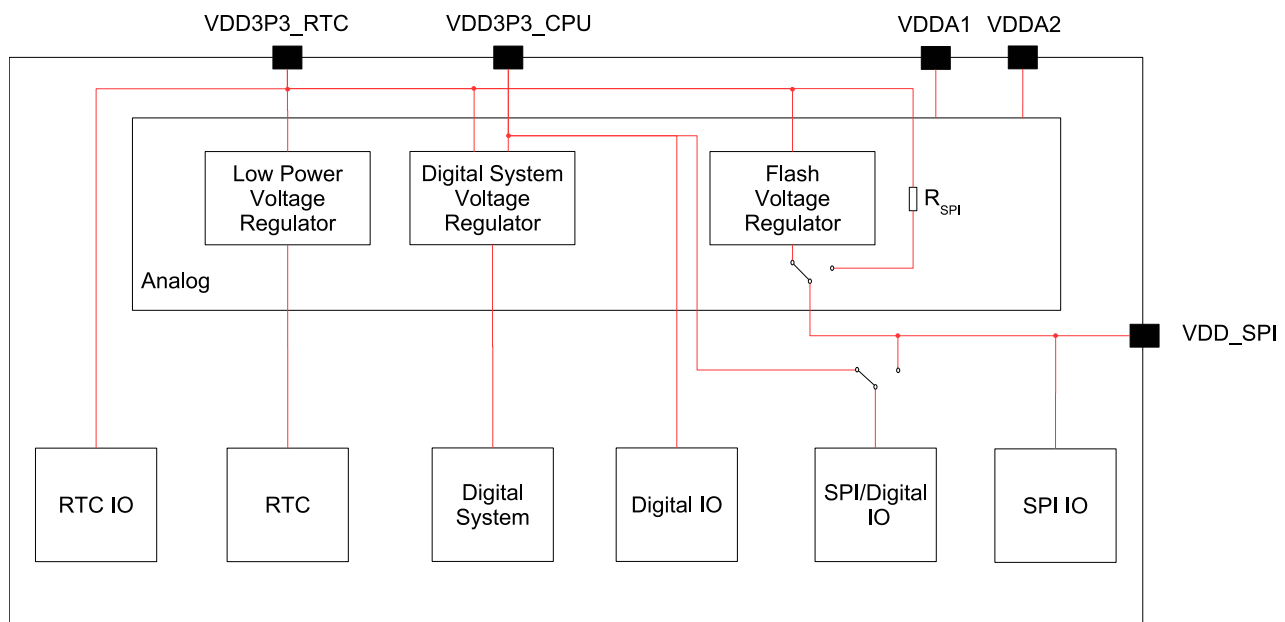 VDD3P3_RTC
VDD3P3_CPU
VDDA1
VDDA2
Low Power
Voltage
Regulator
Digital System
Voltage
Regulator
Flash
Voltage
Regulator
RSPI
Analog
VDD_SPI
RTC IO
RTC
Digital
System
Digital IO
SPI/Digital
IO
SPI IO